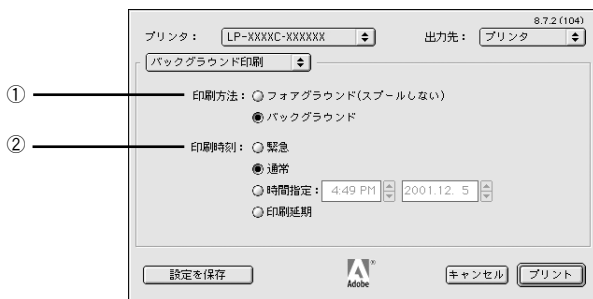 8.7.2 (104)
プリンタ： LP-XXXXC-XXXXXX 出力先： プリンタ
バックグラウンド印刷
① 印刷方法： フォアグラウンド(スプールしない)
バックグラウンド
② 印刷時刻： 緊急
通常
時間指定： 4:49 PM 2001.12. 5
印刷延期
設定を保存 Adobe キャンセル プリント